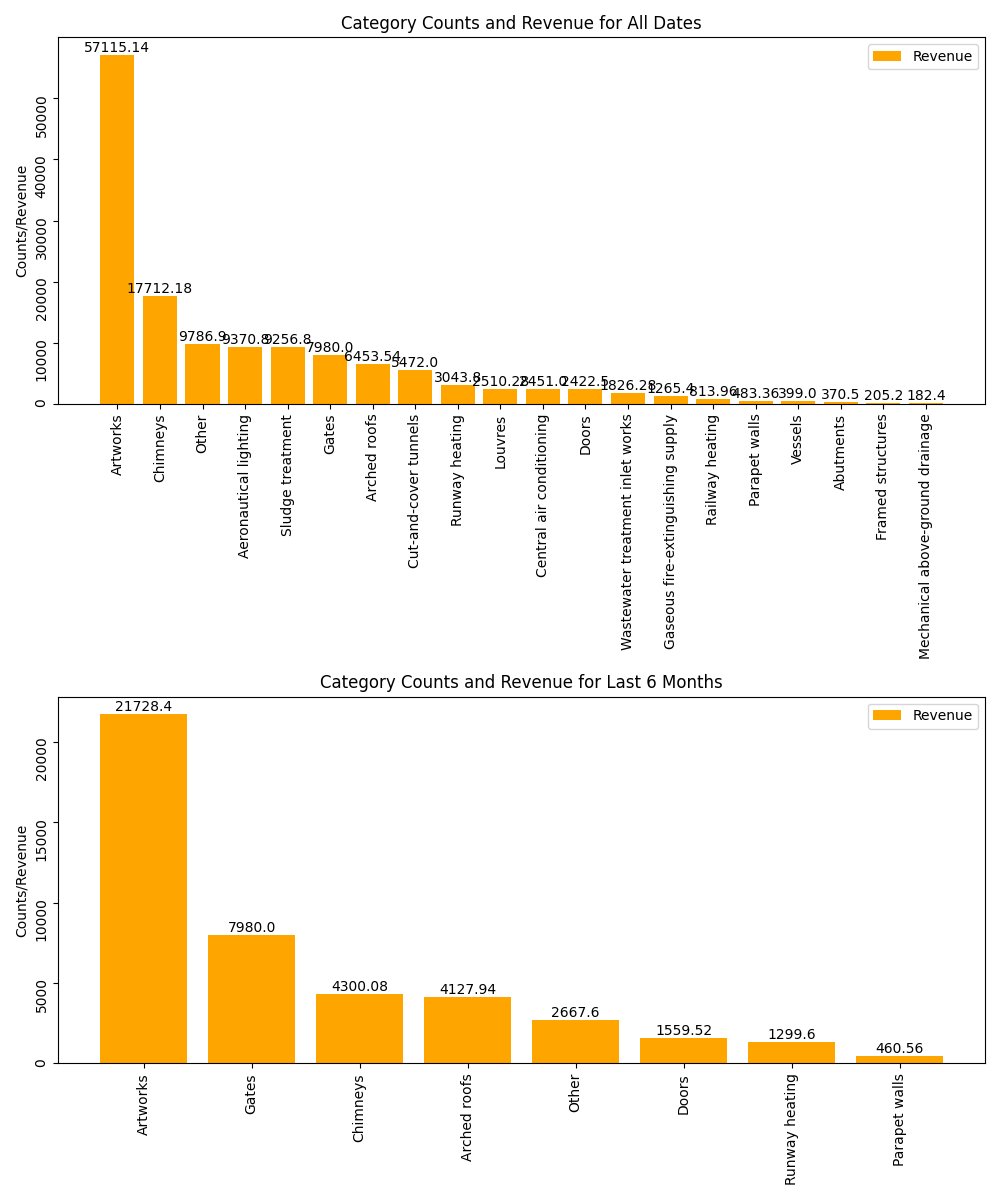 Category Counts and Revenue for All Dates
Revenue
Counts/Revenue
50000
40000
30000
20000
10000
0
57115.14
17712.18
9786.9
9370.8
9256.8
7980.0
6453.54
5472.0
3043.8
2510.28
2451.0
2422.5
1826.28
1265.4
813.96
483.36
399.0
370.5
205.2
182.4
Artworks
Chimneys
Other
Aeronautical lighting
Sludge treatment
Gates
Arched roofs
Cut-and-cover tunnels
Runway heating
Louvres
Central air conditioning
Doors
Wastewater treatment inlet works
Gaseous fire-extinguishing supply
Railway heating
Parapet walls
Vessels
Abutments
Framed structures
Mechanical above-ground drainage
Category Counts and Revenue for Last 6 Months
Revenue
Counts/Revenue
20000
15000
10000
5000
0
21728.4
7980.0
4300.08
4127.94
2667.6
1559.52
1299.6
460.56
Artworks
Gates
Chimneys
Arched roofs
Other
Doors
Runway heating
Parapet walls